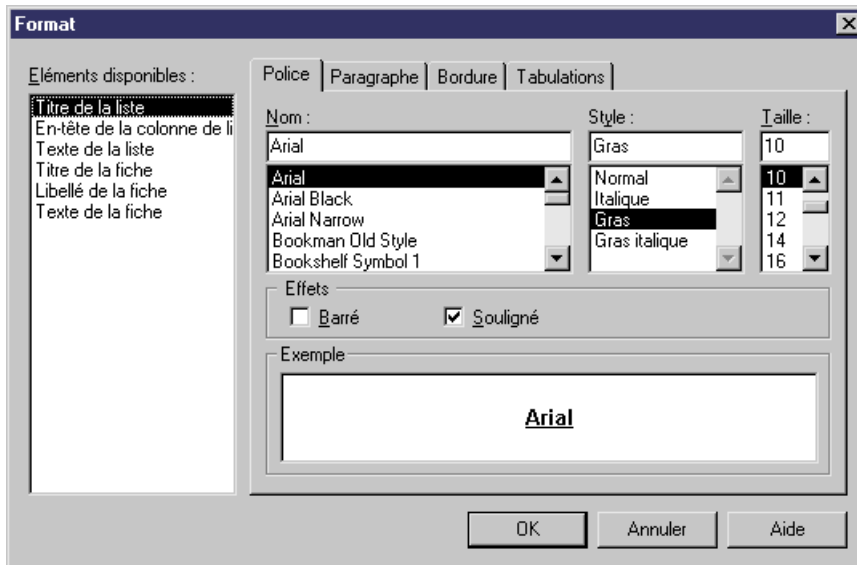 Format
Eléments disponibles :
Titre de la liste
En-tête de la colonne de li
Texte de la liste
Titre de la fiche
Libellé de la fiche
Texte de la fiche
Police
Paragraphe
Bordure
Tabulations
Nom :
Arial
Arial
Arial Black
Arial Narrow
Bookman Old Style
Bookshelf Symbol 1
Style :
Gras
Normal
Italique
Gras
Gras italique
Taille :
10
10
11
12
14
16
Effets
Barré
Souligné
Exemple
Arial
OK
Annuler
Aide